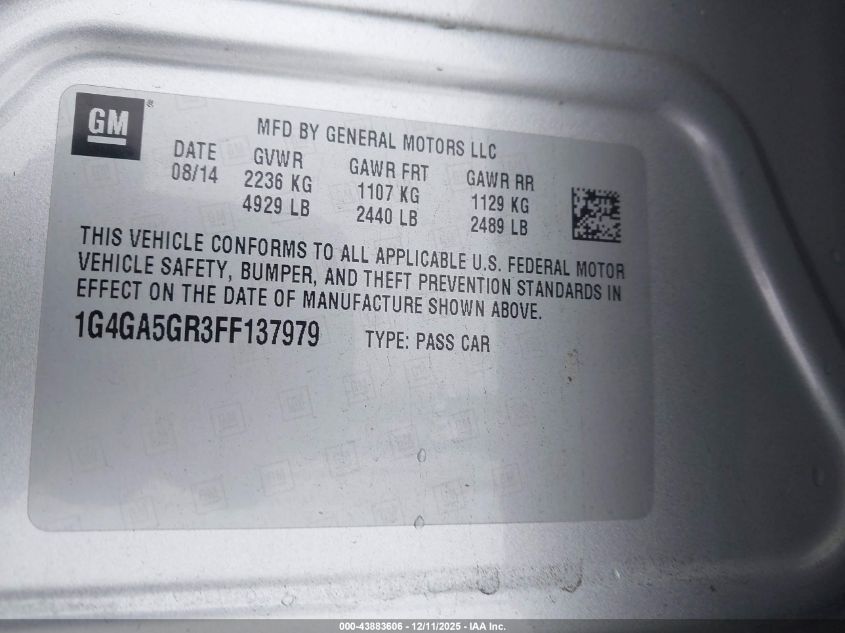 GM ®
MFD BY GENERAL MOTORS LLC
DATE GVWR GAWR FRT GAWR RR
08/14 2236 KG 1107 KG 1129 KG
4929 LB 2440 LB 2489 LB
THIS VEHICLE CONFORMS TO ALL APPLICABLE U.S. FEDERAL MOTOR
VEHICLE SAFETY, BUMPER, AND THEFT PREVENTION STANDARDS IN
EFFECT ON THE DATE OF MANUFACTURE SHOWN ABOVE.
1G4GA5GR3FF137979 TYPE: PASS CAR
000-43883606 - 12/11/2025 - IAA Inc.